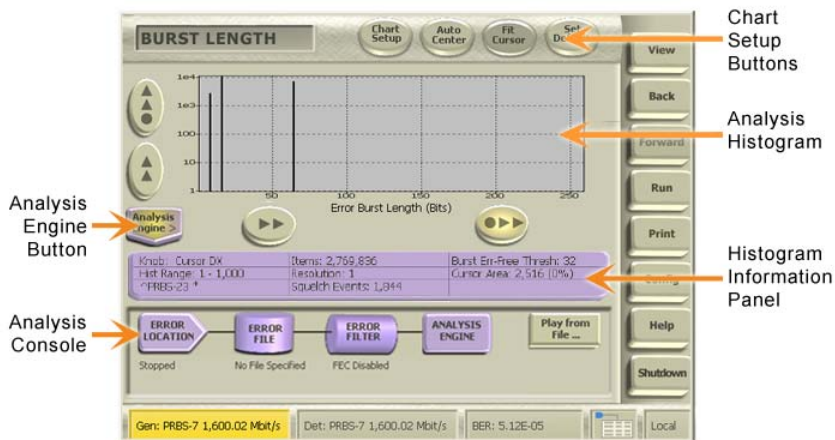 BURST LENGTH
Chart Setup
Auto Center
Fit Cursor
Set
View
Back
Forward
Run
Print
Help
Shutdown
1e4
1e3
100
10
1
50
100
150
200
250
Error Burst Length (Bits)
Analysis Engine >
Knob: Cursor DX
Items: 2,769,836
Burst Err-Free Thresh: 32
Hist Range: 1 - 1,000
Resolution: 1
Cursor Area: 2,516 (0%)
^PRBS-23 *
Squelch Events: 1,844
ERROR LOCATION
ERROR FILE
ERROR FILTER
ANALYSIS ENGINE
Play from File ...
Stopped
No File Specified
FEC Disabled
Gen: PRBS-7 1,600.02 Mbit/s
Det: PRBS-7 1,600.02 Mbit/s
BER: 5.12E-05
Local
Chart
Setup
Buttons
Analysis
Histogram
Histogram
Information
Panel
Analysis
Engine
Button
Analysis
Console